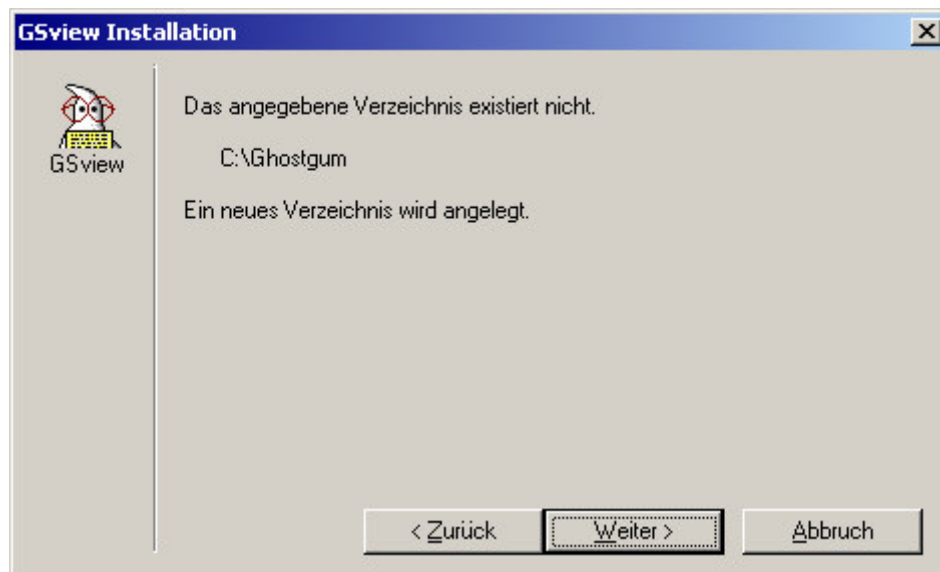 GSview Installation
GSview
Das angegebene Verzeichnis existiert nicht.
C:\Ghostgum
Ein neues Verzeichnis wird angelegt.
< Zurück
Weiter >
Abbruch